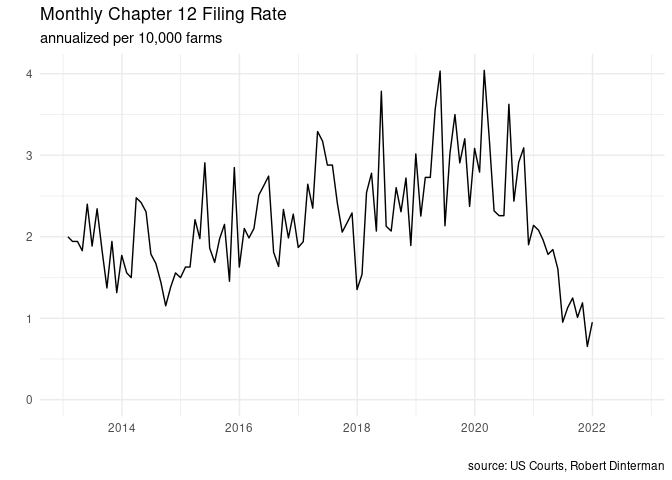 Monthly Chapter 12 Filing Rate
annualized per 10,000 farms
4
3
2
1
0
2014 2016 2018 2020 2022
source: US Courts, Robert Dinterman